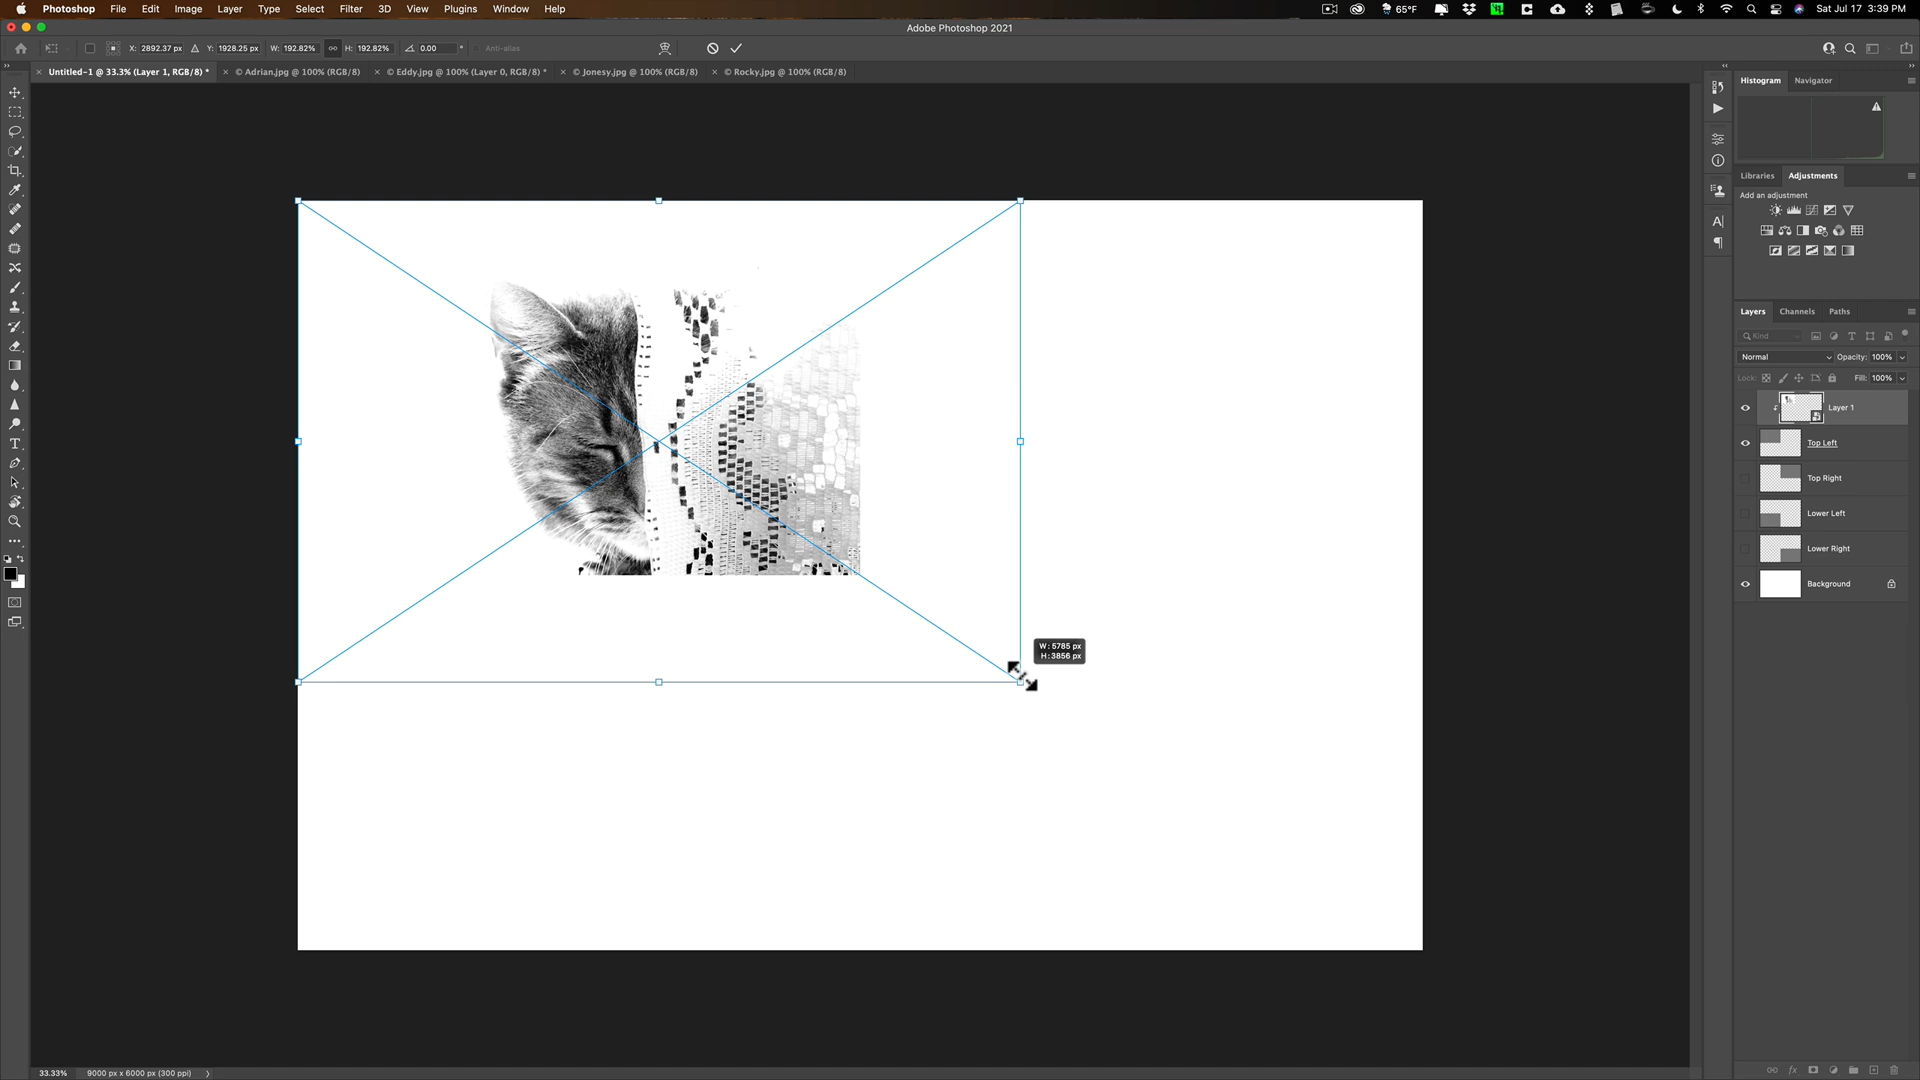 Photoshop File Edit Image Layer Type Select Filter 3D View Plugins Window Help 65°F Sat Jul 17 3:39 PM
Adobe Photoshop 2021
X: 2892.37 px Y: 1928.25 px W: 192.82% H: 192.82% 0.00 ° Anti-alias
Untitled-1 @ 33.3% (Layer 1, RGB/8) * © Adrian.jpg @ 100% (RGB/8) © Eddy.jpg @ 100% (Layer 0, RGB/8) * © Jonesy.jpg @ 100% (RGB/8) © Rocky.jpg @ 100% (RGB/8)
Histogram Navigator
Libraries Adjustments
Add an adjustment
Layers Channels Paths
Kind
Normal Opacity: 100%
Lock: Fill: 100%
Layer 1
Top Left
Top Right
Lower Left
Lower Right
Background
W: 5785 px
H: 3856 px
33.33% 9000 px x 6000 px (300 ppi)